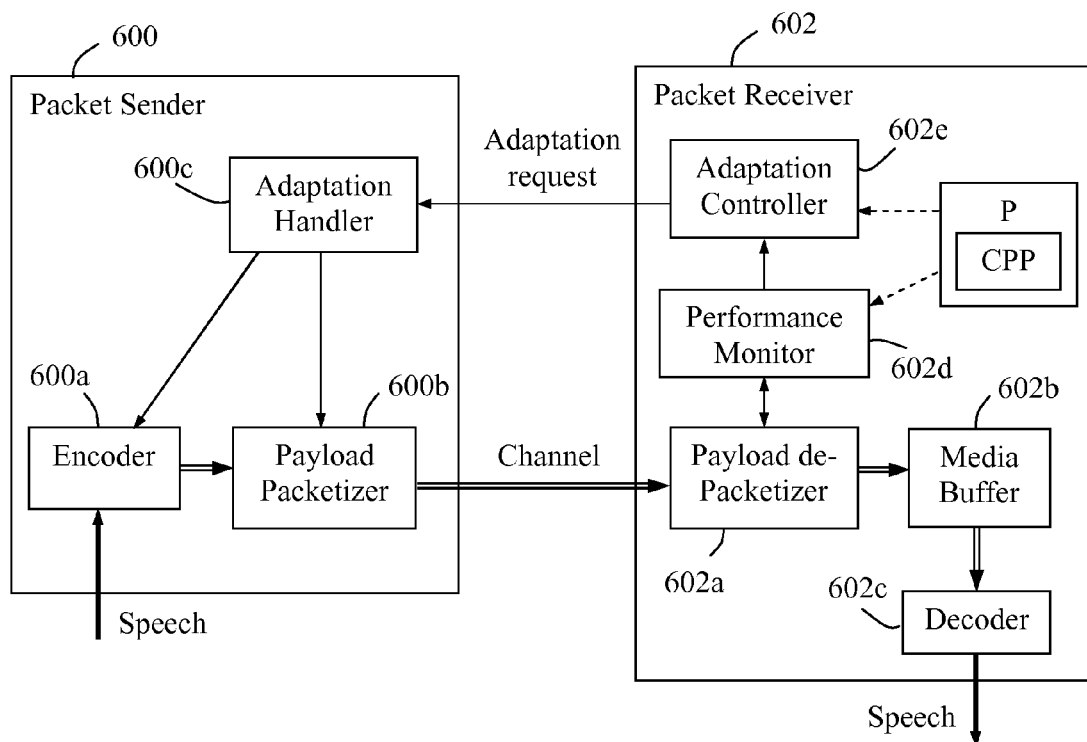 600
Packet Sender
600c
Adaptation
Handler
600a
Encoder
600b
Payload
Packetizer
Speech
Adaptation
request
Channel
602
Packet Receiver
602e
Adaptation
Controller
P
CPP
Performance
Monitor
602d
602b
Payload de-
Packetizer
602a
Media
Buffer
602c
Decoder
Speech